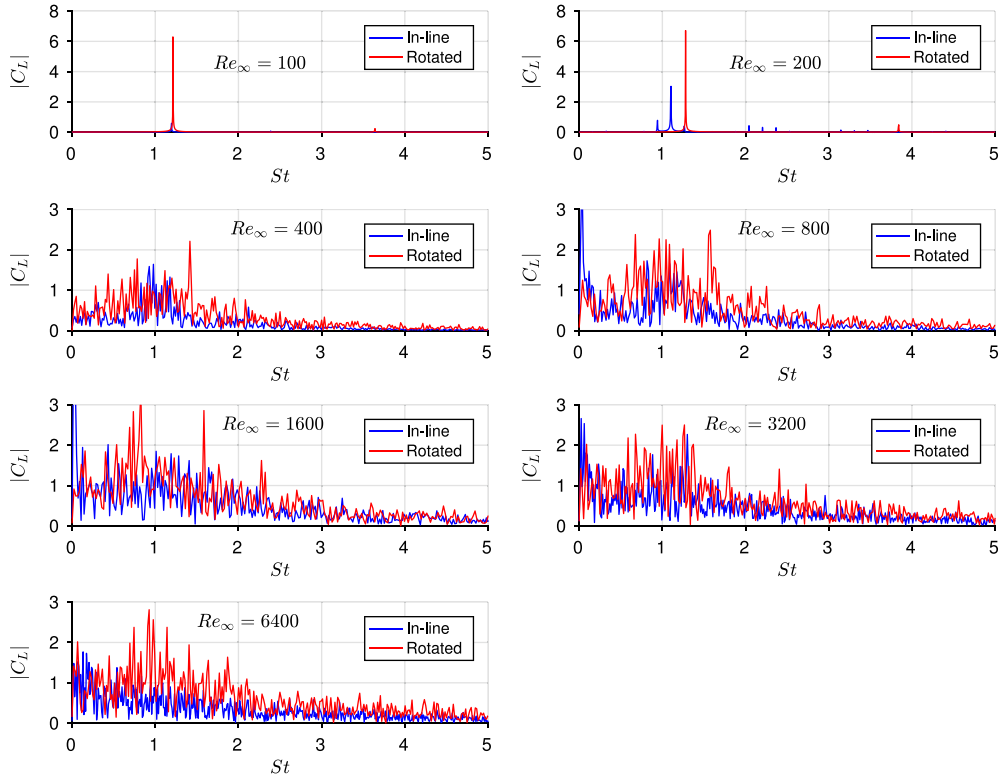 8
6
4
2
0
|C_L|
Re_∞ = 100
In-line
Rotated
0 1 2 3 4 5
St
8
6
4
2
0
|C_L|
Re_∞ = 200
In-line
Rotated
0 1 2 3 4 5
St
3
2
1
0
|C_L|
Re_∞ = 400
In-line
Rotated
0 1 2 3 4 5
St
3
2
1
0
|C_L|
Re_∞ = 800
In-line
Rotated
0 1 2 3 4 5
St
3
2
1
0
|C_L|
Re_∞ = 1600
In-line
Rotated
0 1 2 3 4 5
St
3
2
1
0
|C_L|
Re_∞ = 3200
In-line
Rotated
0 1 2 3 4 5
St
3
2
1
0
|C_L|
Re_∞ = 6400
In-line
Rotated
0 1 2 3 4 5
St